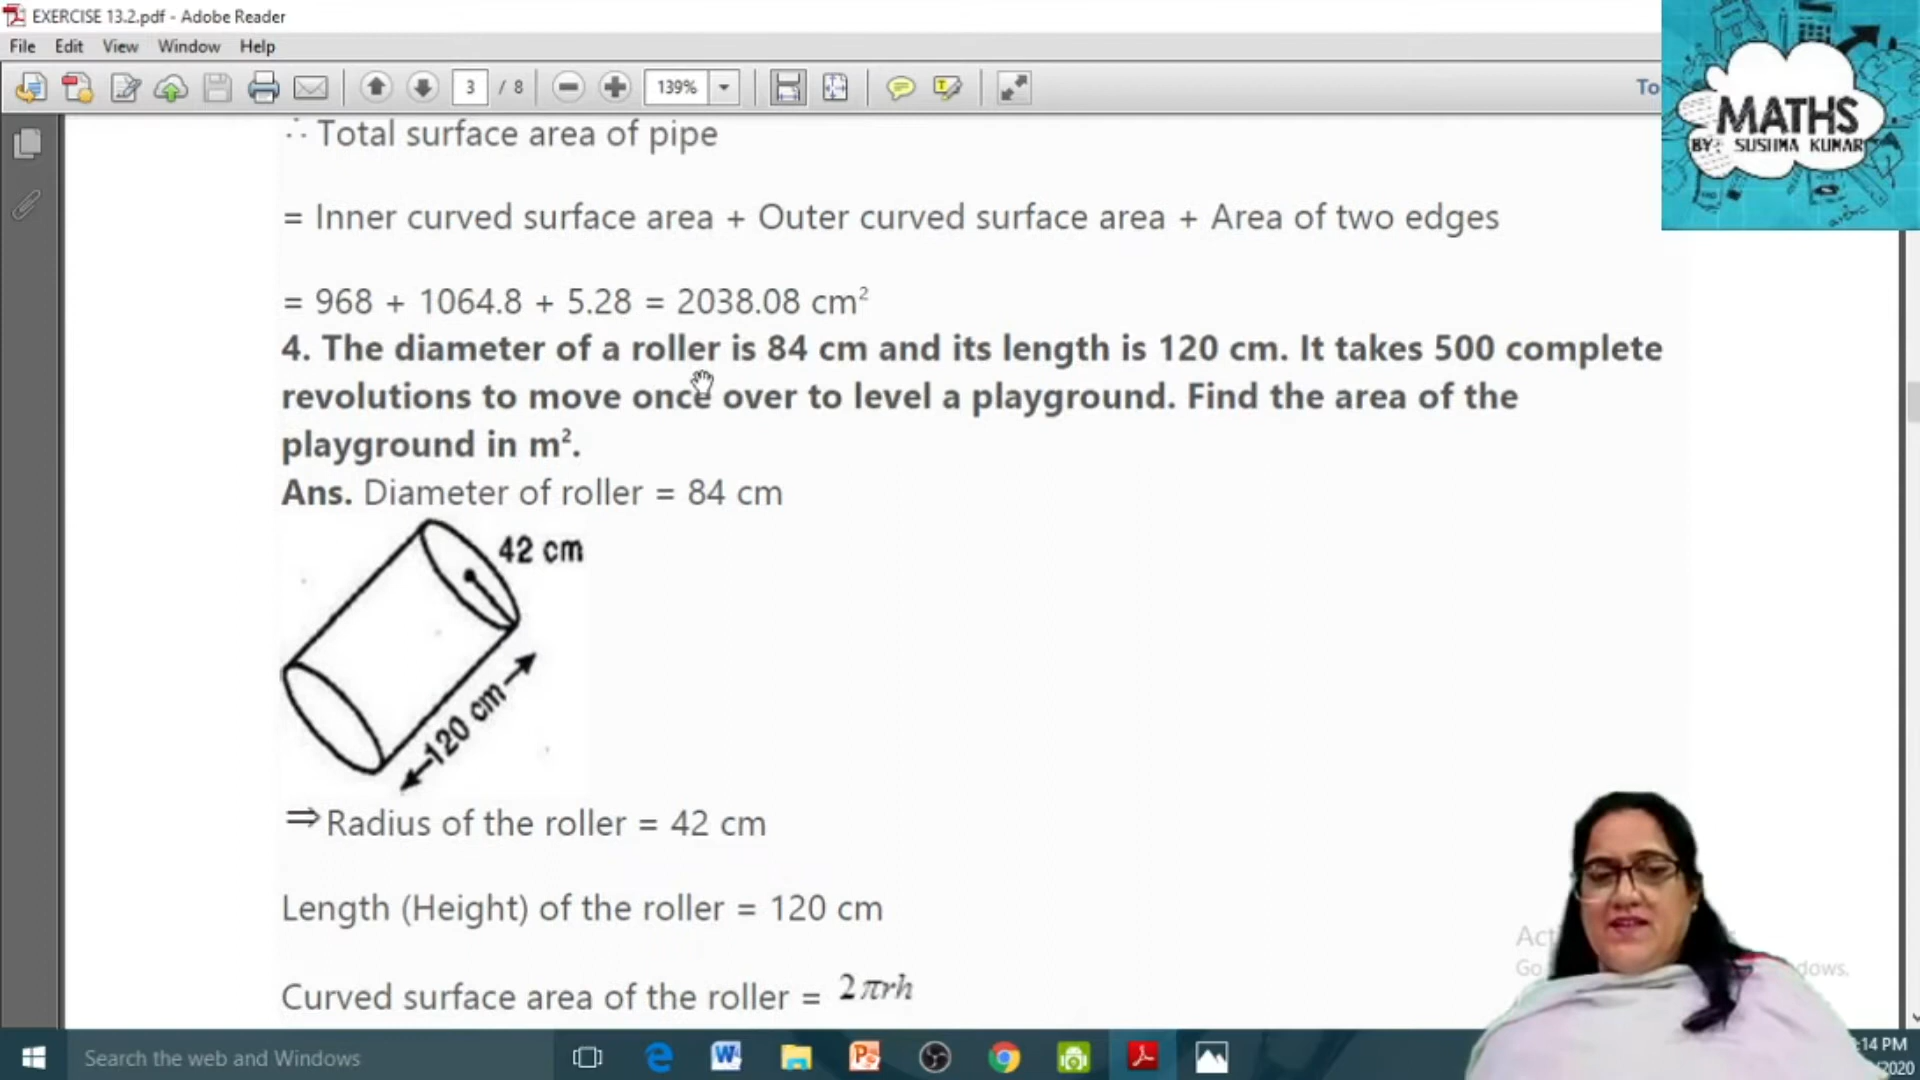 EXERCISE 13.2.pdf - Adobe Reader
File Edit View Window Help
3 / 8 139% To
MATHS
BY: SUSHMA KUMAR
∴ Total surface area of pipe
= Inner curved surface area + Outer curved surface area + Area of two edges
= 968 + 1064.8 + 5.28 = 2038.08 cm²
4. The diameter of a roller is 84 cm and its length is 120 cm. It takes 500 complete
revolutions to move once over to level a playground. Find the area of the
playground in m².
Ans. Diameter of roller = 84 cm
42 cm
120 cm
⇒ Radius of the roller = 42 cm
Length (Height) of the roller = 120 cm
Curved surface area of the roller = 2πrh
Search the web and Windows
:14 PM
/2020